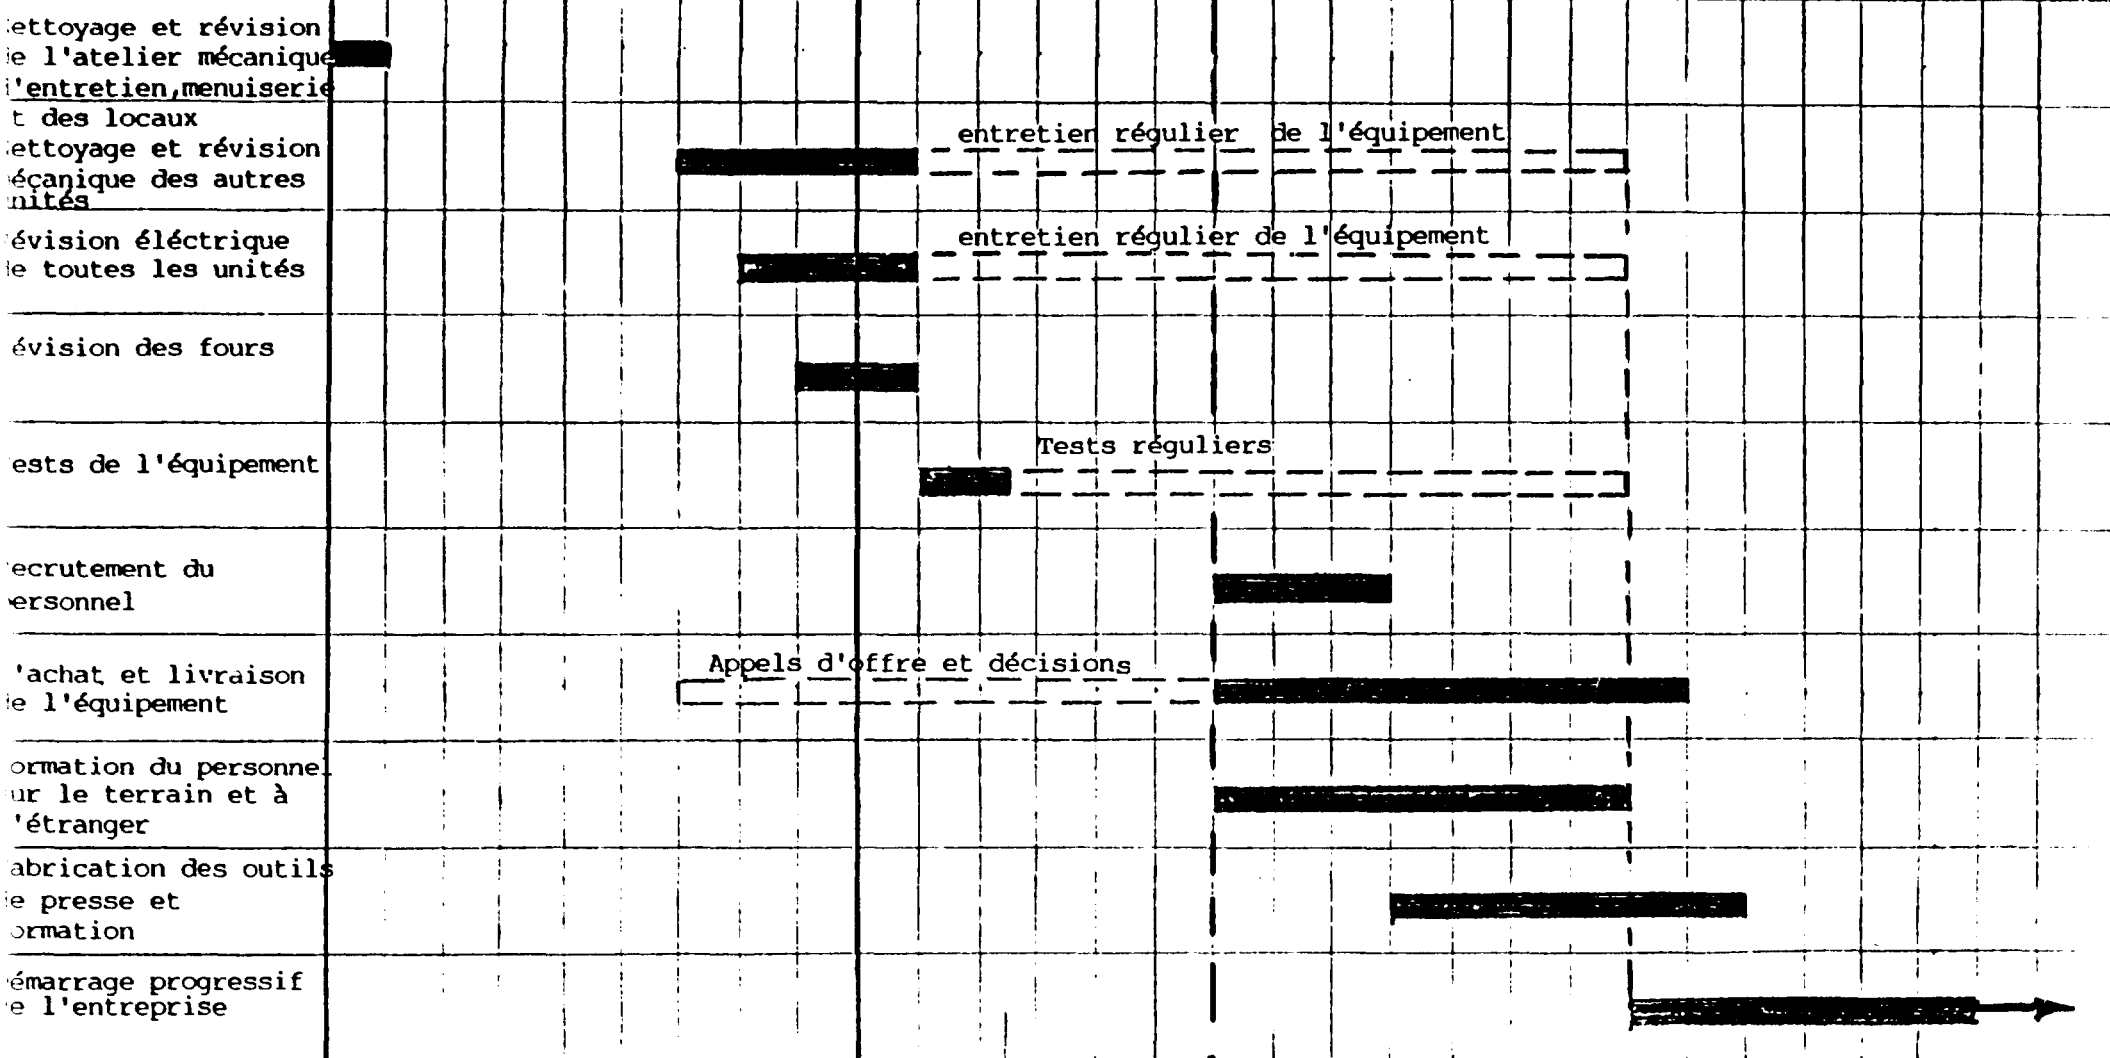 ettoyage et révision
e l'atelier mécanique
'entretien,menuiserie
t des locaux
ettoyage et révision
écanique des autres
nités
entretien régulier de l'équipement
évision éléctrique
e toutes les unités
entretien régulier de l'équipement
évision des fours
ests de l'équipement
Tests réguliers
ecrutement du
ersonnel
'achat et livraison
e l'équipement
Appels d'offre et décisions
ormation du personnel
ur le terrain et à
'étranger
abrication des outils
e presse et
ormation
émarrage progressif
e l'entreprise